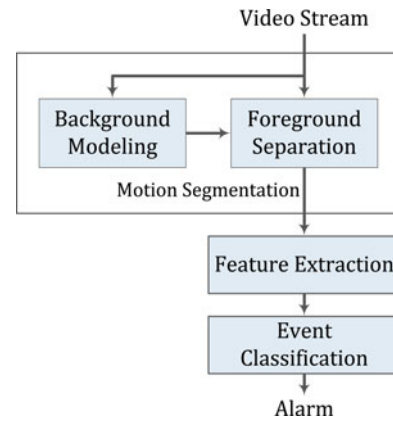 Video Stream
Background
Modeling
Foreground
Separation
Motion Segmentation
Feature Extraction
Event
Classification
Alarm